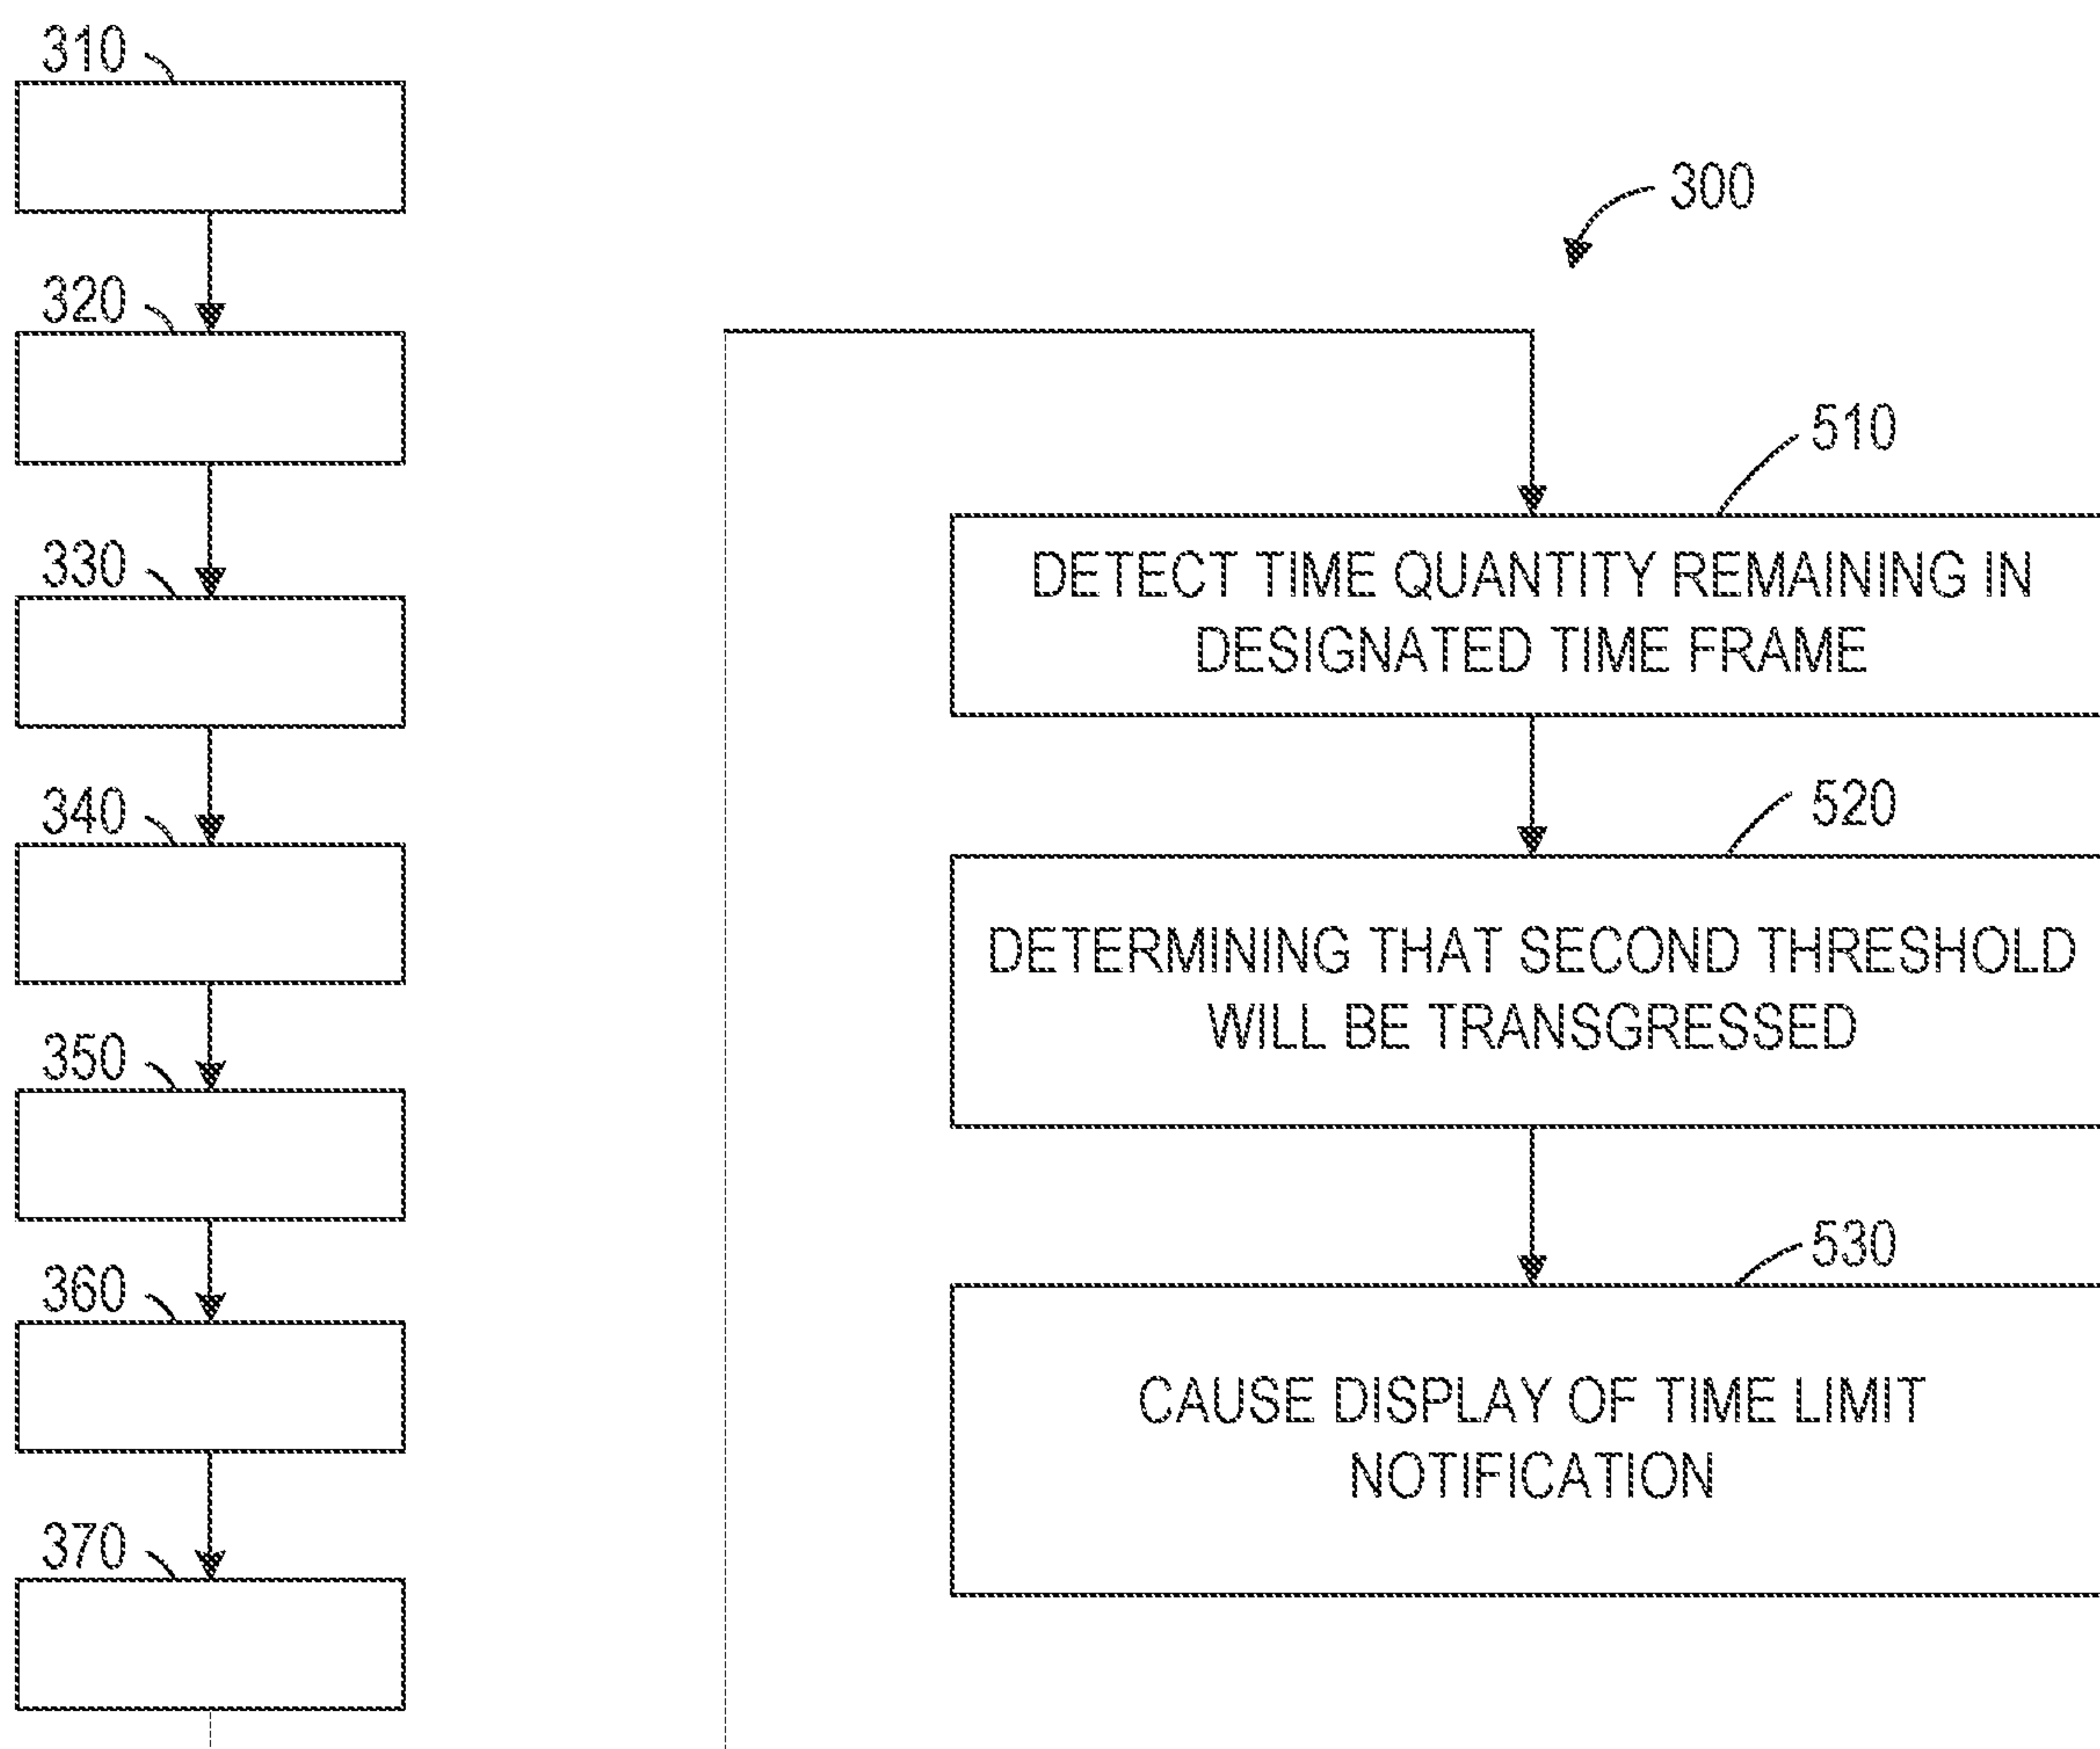 310
320
330
340
350
360
370
300
510
DETECT TIME QUANTITY REMAINING IN
DESIGNATED TIME FRAME
520
DETERMINING THAT SECOND THRESHOLD
WILL BE TRANSGRESSED
530
CAUSE DISPLAY OF TIME LIMIT
NOTIFICATION